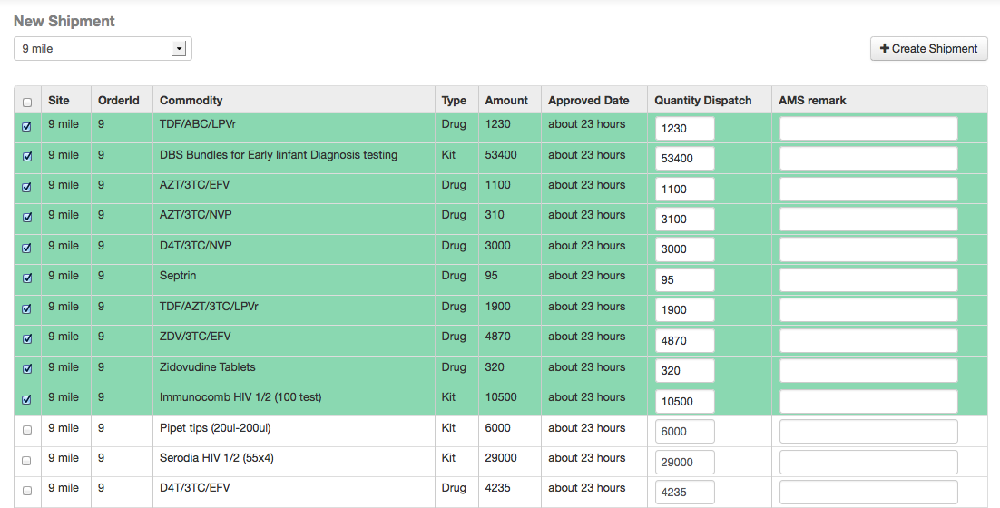 New Shipment
9 mile
Create Shipment
Site OrderId Commodity Type Amount Approved Date Quantity Dispatch AMS remark
9 mile 9 TDF/ABC/LPVr Drug 1230 about 23 hours 1230
9 mile 9 DBS Bundles for Early Iinfant Diagnosis testing Kit 53400 about 23 hours 53400
9 mile 9 AZT/3TC/EFV Drug 1100 about 23 hours 1100
9 mile 9 AZT/3TC/NVP Drug 310 about 23 hours 3100
9 mile 9 D4T/3TC/NVP Drug 3000 about 23 hours 3000
9 mile 9 Septrin Drug 95 about 23 hours 95
9 mile 9 TDF/AZT/3TC/LPVr Drug 1900 about 23 hours 1900
9 mile 9 ZDV/3TC/EFV Drug 4870 about 23 hours 4870
9 mile 9 Zidovudine Tablets Drug 320 about 23 hours 320
9 mile 9 Immunocomb HIV 1/2 (100 test) Kit 10500 about 23 hours 10500
9 mile 9 Pipet tips (20ul-200ul) Kit 6000 about 23 hours 6000
9 mile 9 Serodia HIV 1/2 (55x4) Kit 29000 about 23 hours 29000
9 mile 9 D4T/3TC/EFV Drug 4235 about 23 hours 4235